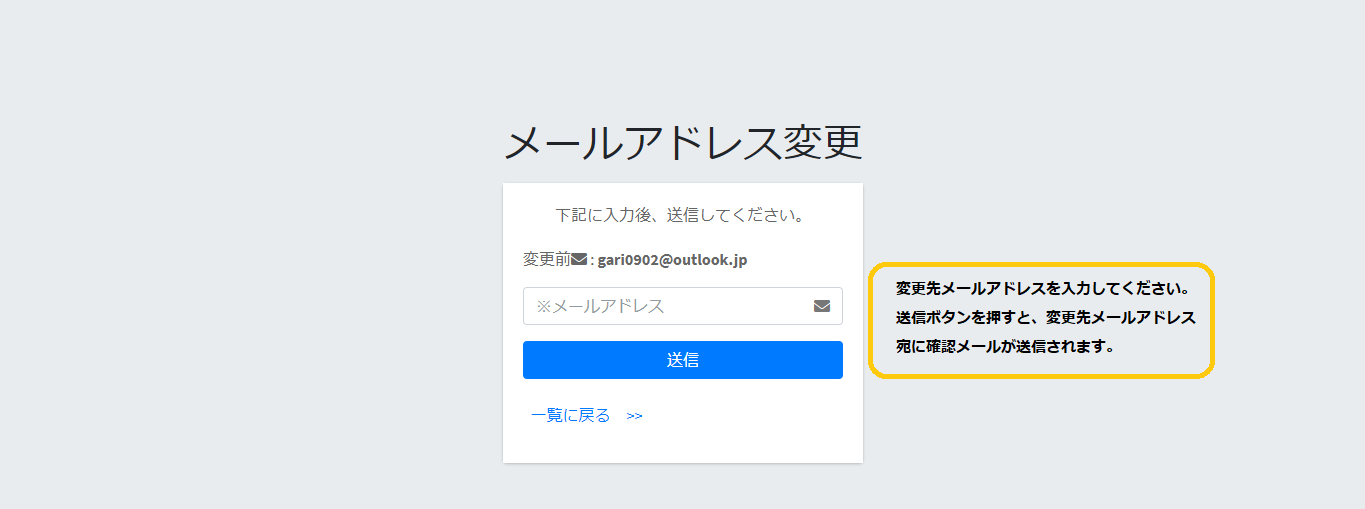 メールアドレス変更
下記に入力後、送信してください。
変更前 : gari0902@outlook.jp
※メールアドレス
送信
一覧に戻る >>
変更先メールアドレスを入力してください。
送信ボタンを押すと、変更先メールアドレス
宛に確認メールが送信されます。